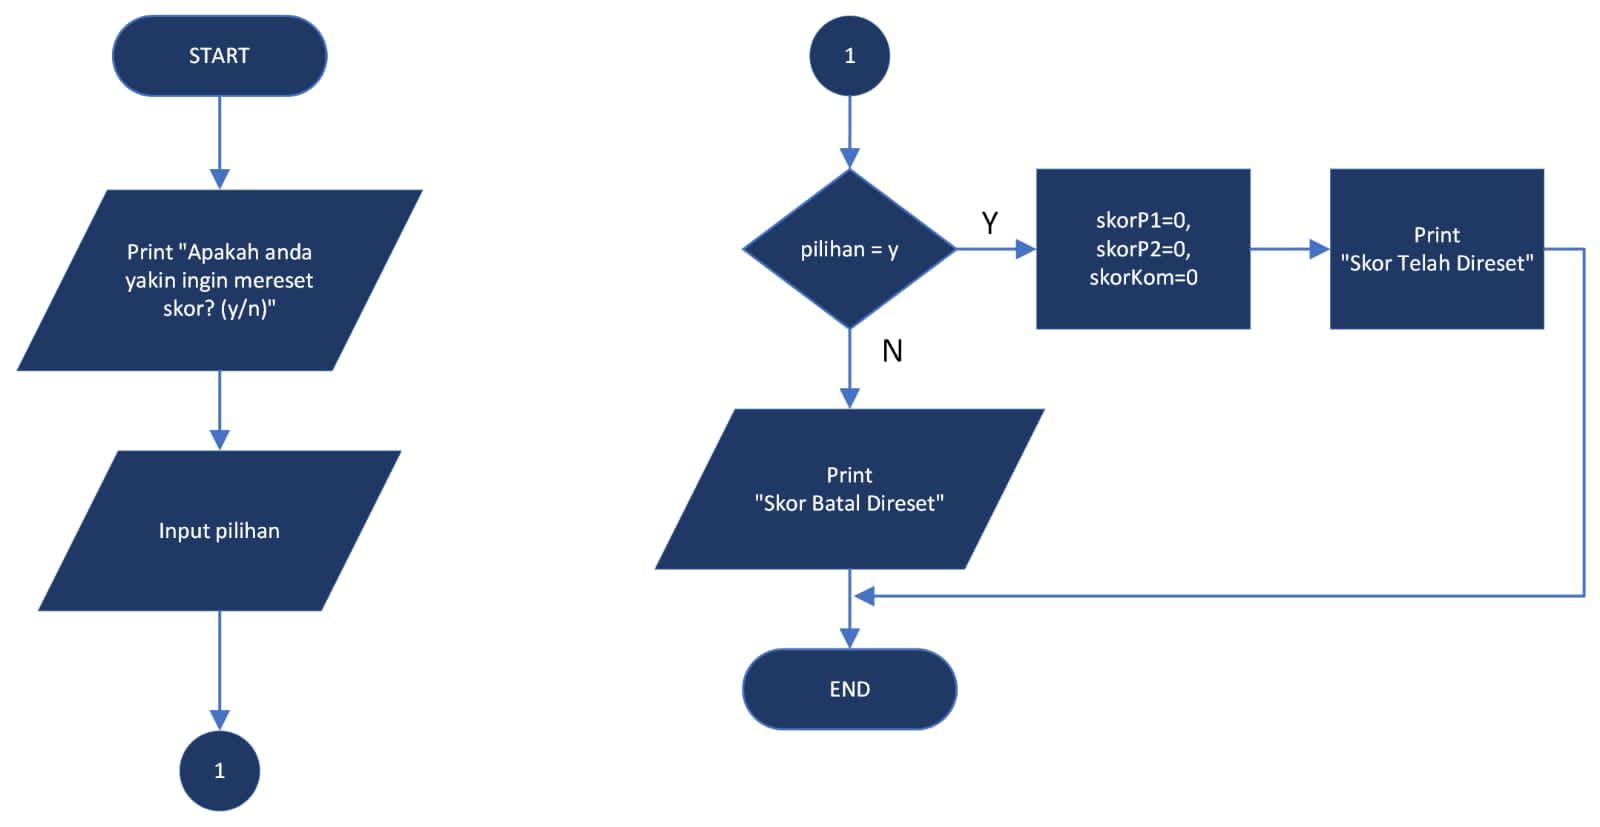 START
Print "Apakah anda
yakin ingin mereset
skor? (y/n)"
Input pilihan
1
1
pilihan = y
Y
skorP1=0,
skorP2=0,
skorKom=0
Print
"Skor Telah Direset"
N
Print
"Skor Batal Direset"
END